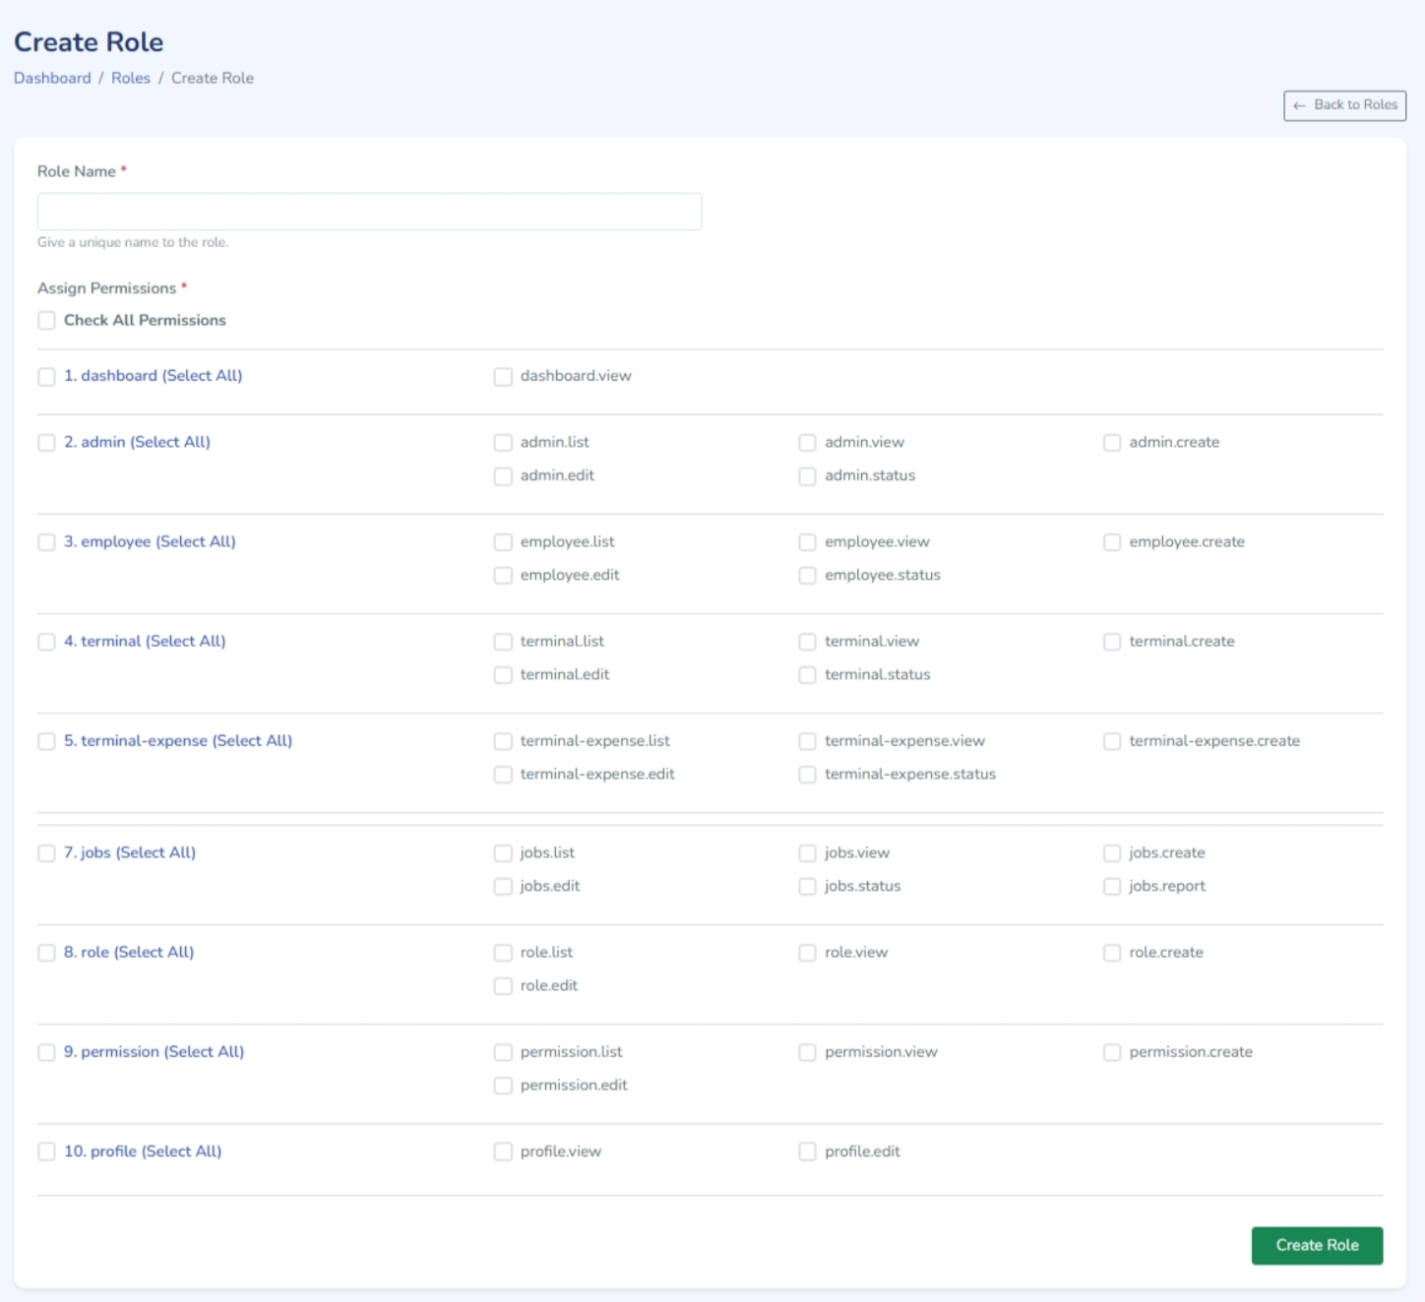 Create Role
Dashboard / Roles / Create Role
← Back to Roles
Role Name *
Give a unique name to the role.
Assign Permissions *
Check All Permissions
1. dashboard (Select All) dashboard.view
2. admin (Select All) admin.list admin.view admin.create
admin.edit admin.status
3. employee (Select All) employee.list employee.view employee.create
employee.edit employee.status
4. terminal (Select All) terminal.list terminal.view terminal.create
terminal.edit terminal.status
5. terminal-expense (Select All) terminal-expense.list terminal-expense.view terminal-expense.create
terminal-expense.edit terminal-expense.status
7. jobs (Select All) jobs.list jobs.view jobs.create
jobs.edit jobs.status jobs.report
8. role (Select All) role.list role.view role.create
role.edit
9. permission (Select All) permission.list permission.view permission.create
permission.edit
10. profile (Select All) profile.view profile.edit
Create Role